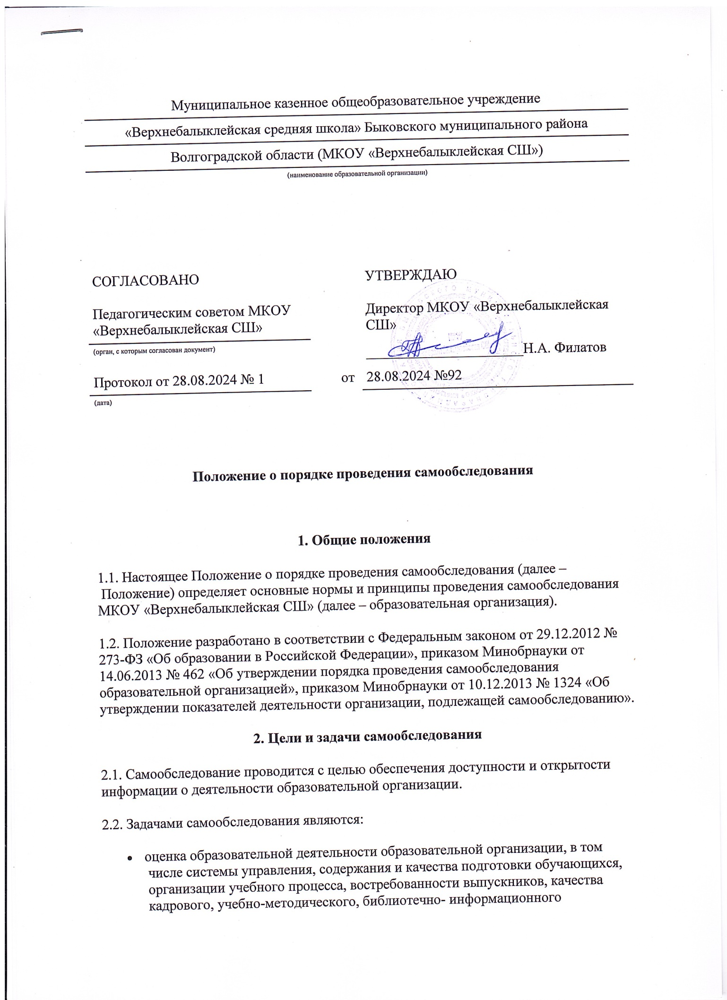 Муниципальное казенное общеобразовательное учреждение
«Верхнебалыклейская средняя школа» Быковского муниципального района
Волгоградской области (МКОУ «Верхнебалыклейская СШ»)
(наименование образовательной организации)
СОГЛАСОВАНО
Педагогическим советом МКОУ
«Верхнебалыклейская СШ»
(орган, с которым согласован документ)
Протокол от 28.08.2024 № 1
(дата)
УТВЕРЖДАЮ
Директор МКОУ «Верхнебалыклейская
СШ»
Н.А. Филатов
от 28.08.2024 №92
Положение о порядке проведения самообследования
1. Общие положения
1.1. Настоящее Положение о порядке проведения самообследования (далее –
Положение) определяет основные нормы и принципы проведения самообследования
МКОУ «Верхнебалыклейская СШ» (далее – образовательная организация).
1.2. Положение разработано в соответствии с Федеральным законом от 29.12.2012 №
273-ФЗ «Об образовании в Российской Федерации», приказом Минобрнауки от
14.06.2013 № 462 «Об утверждении порядка проведения самообследования
образовательной организацией», приказом Минобрнауки от 10.12.2013 № 1324 «Об
утверждении показателей деятельности организации, подлежащей самообследованию».
2. Цели и задачи самообследования
2.1. Самообследование проводится с целью обеспечения доступности и открытости
информации о деятельности образовательной организации.
2.2. Задачами самообследования являются:
• оценка образовательной деятельности образовательной организации, в том
числе системы управления, содержания и качества подготовки обучающихся,
организации учебного процесса, востребованности выпускников, качества
кадрового, учебно-методического, библиотечно- информационного